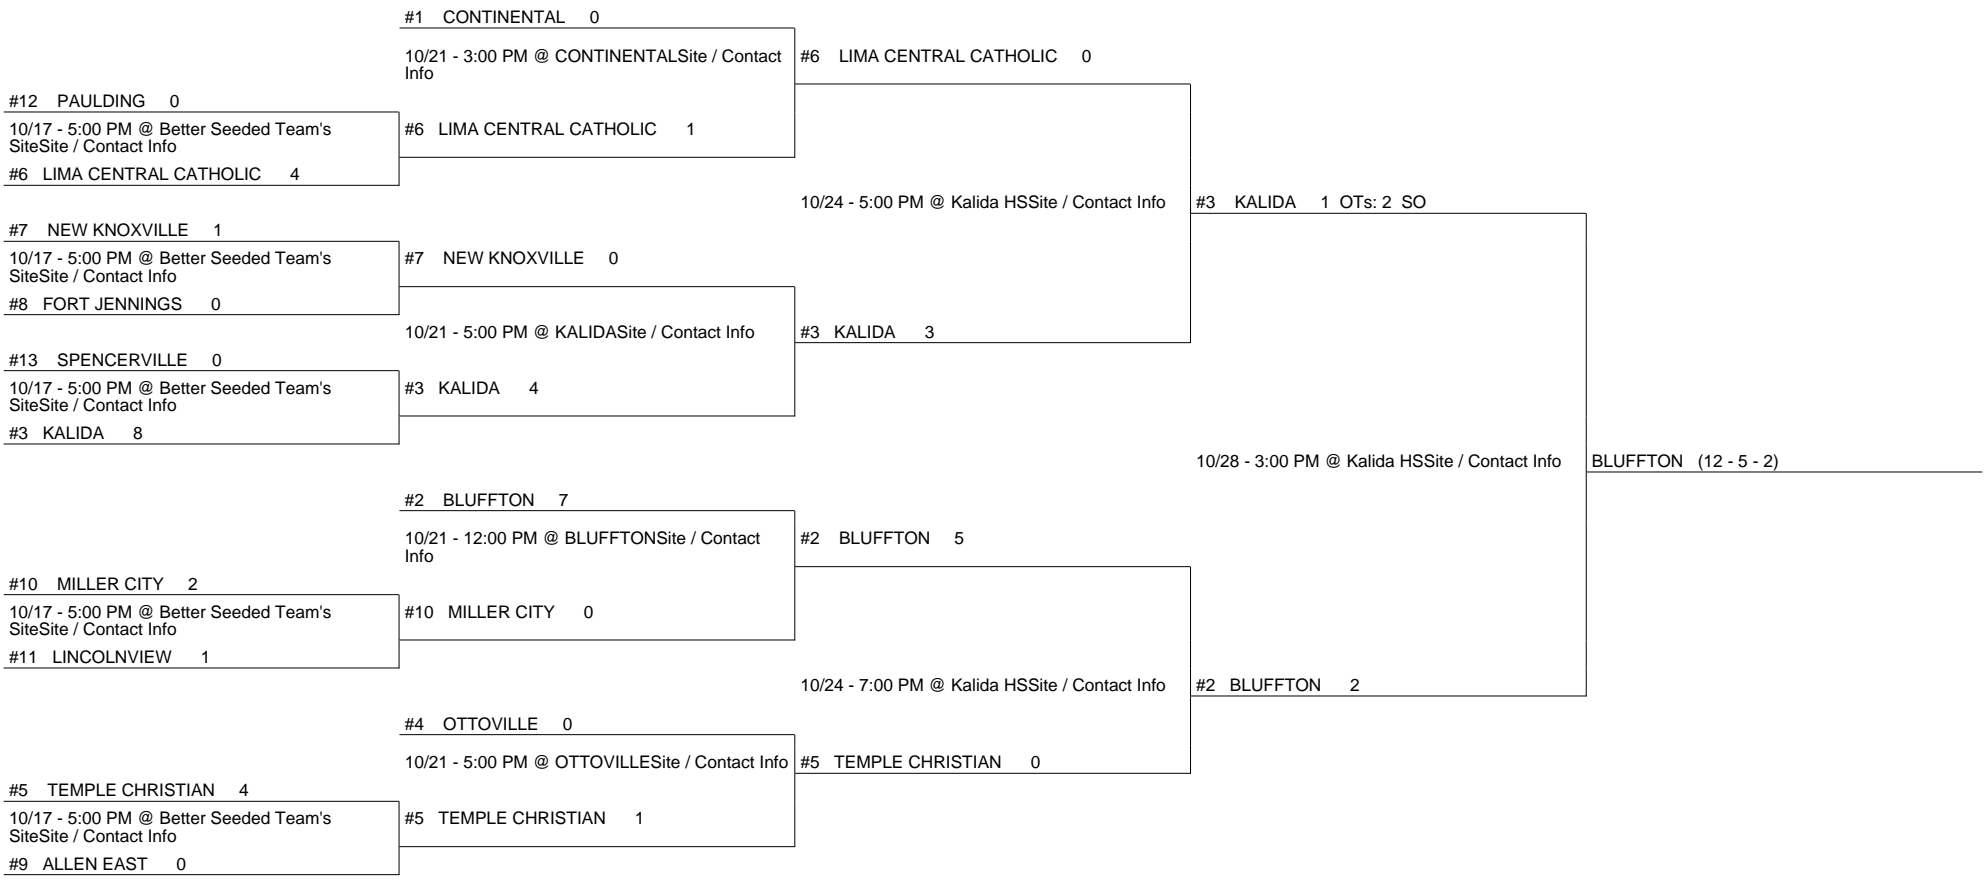 #1 CONTINENTAL 0
10/21 - 3:00 PM @ CONTINENTALSite / Contact
Info
#6 LIMA CENTRAL CATHOLIC 0
#12 PAULDING 0
10/17 - 5:00 PM @ Better Seeded Team's
SiteSite / Contact Info
#6 LIMA CENTRAL CATHOLIC 1
#6 LIMA CENTRAL CATHOLIC 4
10/24 - 5:00 PM @ Kalida HSSite / Contact Info
#3 KALIDA 1 OTs: 2 SO
#7 NEW KNOXVILLE 1
10/17 - 5:00 PM @ Better Seeded Team's
SiteSite / Contact Info
#7 NEW KNOXVILLE 0
#8 FORT JENNINGS 0
10/21 - 5:00 PM @ KALIDASite / Contact Info
#3 KALIDA 3
#13 SPENCERVILLE 0
10/17 - 5:00 PM @ Better Seeded Team's
SiteSite / Contact Info
#3 KALIDA 4
#3 KALIDA 8
10/28 - 3:00 PM @ Kalida HSSite / Contact Info
BLUFFTON (12 - 5 - 2)
#2 BLUFFTON 7
10/21 - 12:00 PM @ BLUFFTONSite / Contact
Info
#2 BLUFFTON 5
#10 MILLER CITY 2
10/17 - 5:00 PM @ Better Seeded Team's
SiteSite / Contact Info
#10 MILLER CITY 0
#11 LINCOLNVIEW 1
10/24 - 7:00 PM @ Kalida HSSite / Contact Info
#2 BLUFFTON 2
#4 OTTOVILLE 0
10/21 - 5:00 PM @ OTTOVILLESite / Contact Info
#5 TEMPLE CHRISTIAN 0
#5 TEMPLE CHRISTIAN 4
10/17 - 5:00 PM @ Better Seeded Team's
SiteSite / Contact Info
#5 TEMPLE CHRISTIAN 1
#9 ALLEN EAST 0